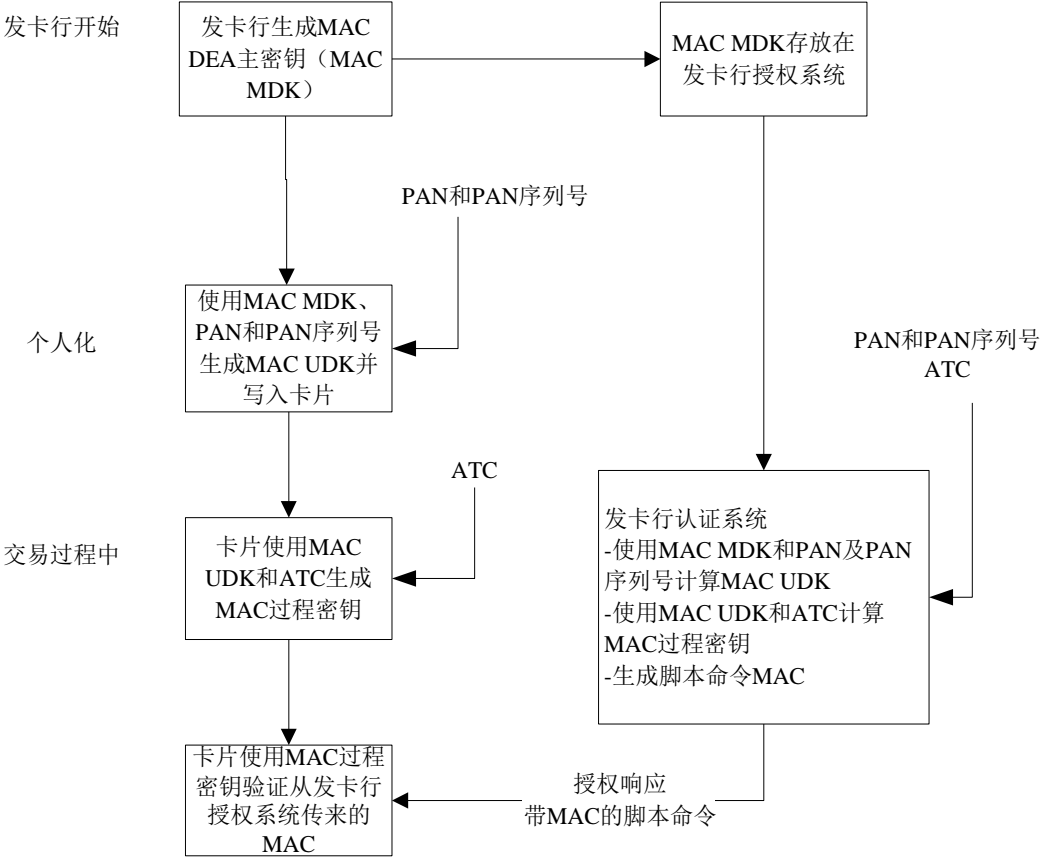 发卡行开始
发卡行生成MAC
DEA主密钥（MAC
MDK）
MAC MDK存放在
发卡行授权系统
PAN和PAN序列号
个人化
使用MAC MDK、
PAN和PAN序列号
生成MAC UDK并
写入卡片
PAN和PAN序列号
ATC
ATC
交易过程中
卡片使用MAC
UDK和ATC生成
MAC过程密钥
发卡行认证系统
-使用MAC MDK和PAN及PAN
序列号计算MAC UDK
-使用MAC UDK和ATC计算
MAC过程密钥
-生成脚本命令MAC
卡片使用MAC过程
密钥验证从发卡行
授权系统传来的
MAC
授权响应
带MAC的脚本命令